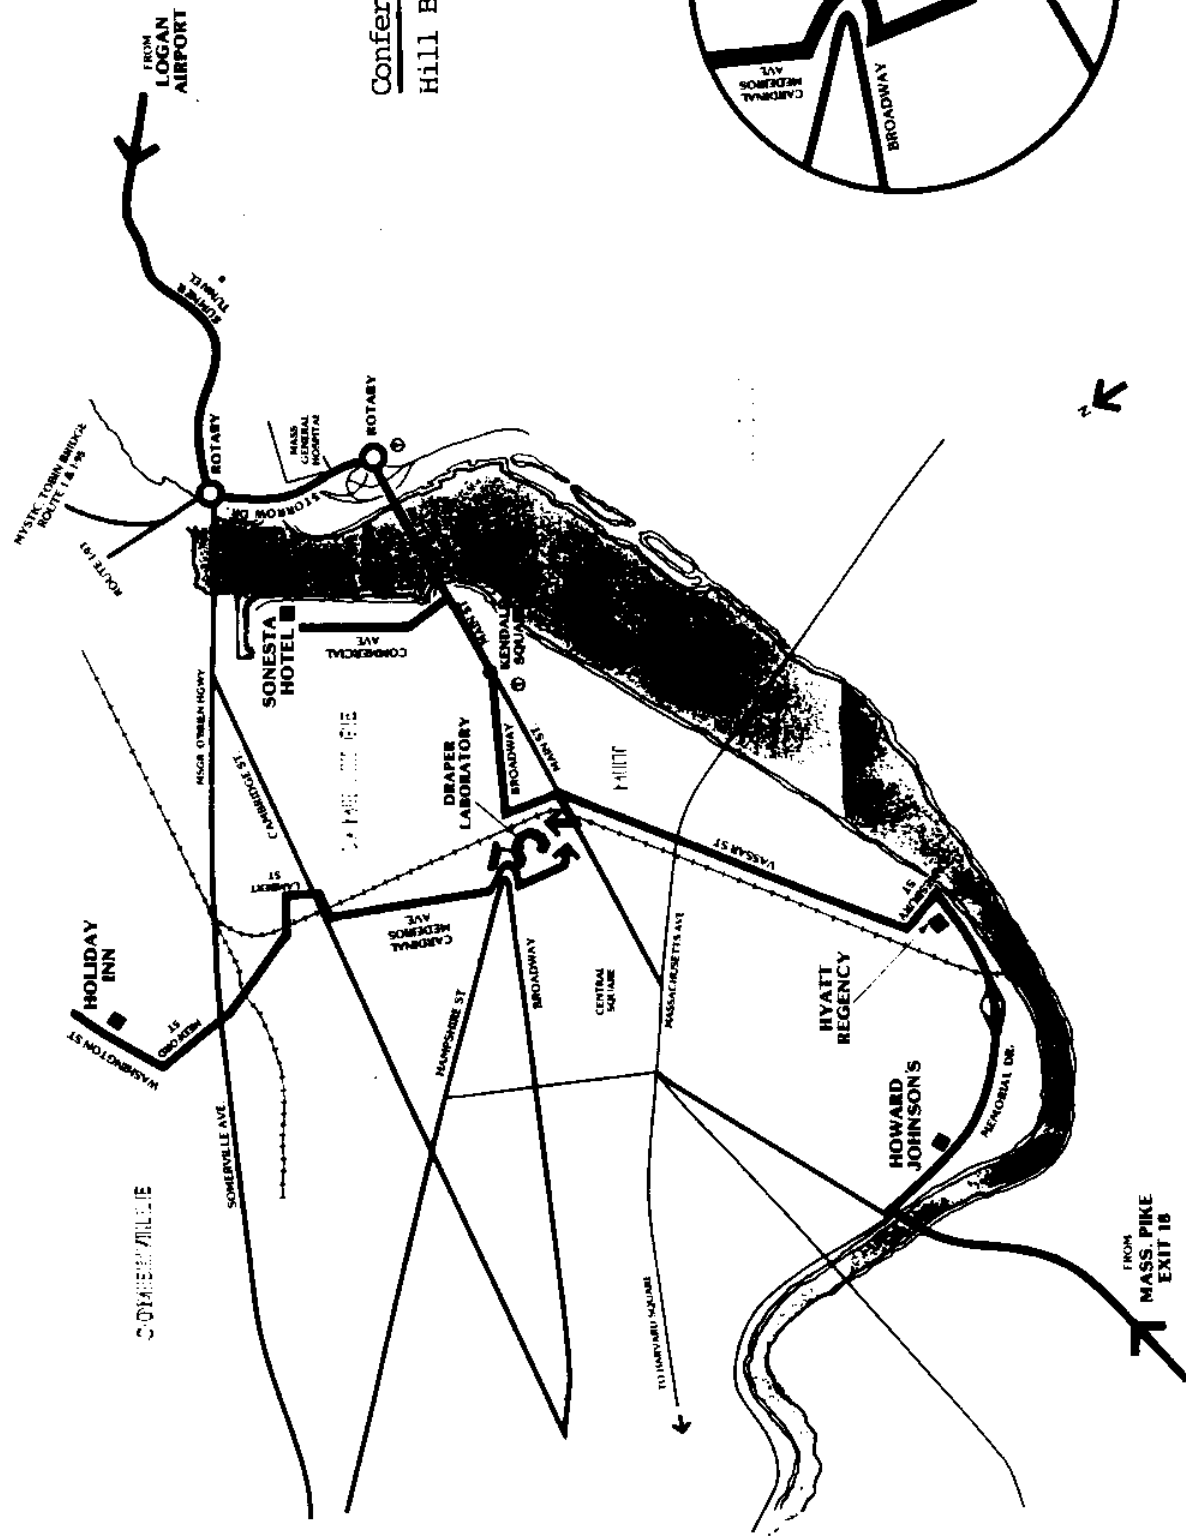 FROM
LOGAN
AIRPORT
Confer
Hill B
CARDINAL
MEDEIROS
AVE
BROADWAY
SUMNER
TUNNEL
MYSTIC TOBIN BRIDGE
ROUTE 1 & I-95
ROUTE I-93
ROTARY
MASS
GENERAL
HOSPITAL
ROTARY
STORROW DR.
N
SONESTA
HOTEL
COMMERCIAL
AVE
MAIN ST
KENDALL
SQUARE
MSGR. O'BRIEN HGWY
CAMBRIDGE ST.
DRAPER
LABORATORY
BROADWAY
MAIN ST.
LAMBERT
ST
CARDINAL
MEDEIROS
AVE
VASSAR ST
HOLIDAY
INN
WASHINGTON ST
MEDFORD
ST
HAMPSHIRE ST
BROADWAY
CENTRAL
SQUARE
MASSACHUSETTS AVE
HYATT
REGENCY
HOWARD
JOHNSON'S
MEMORIAL DR.
SOMERVILLE AVE.
TO HARVARD SQUARE
FROM
MASS. PIKE
EXIT 18